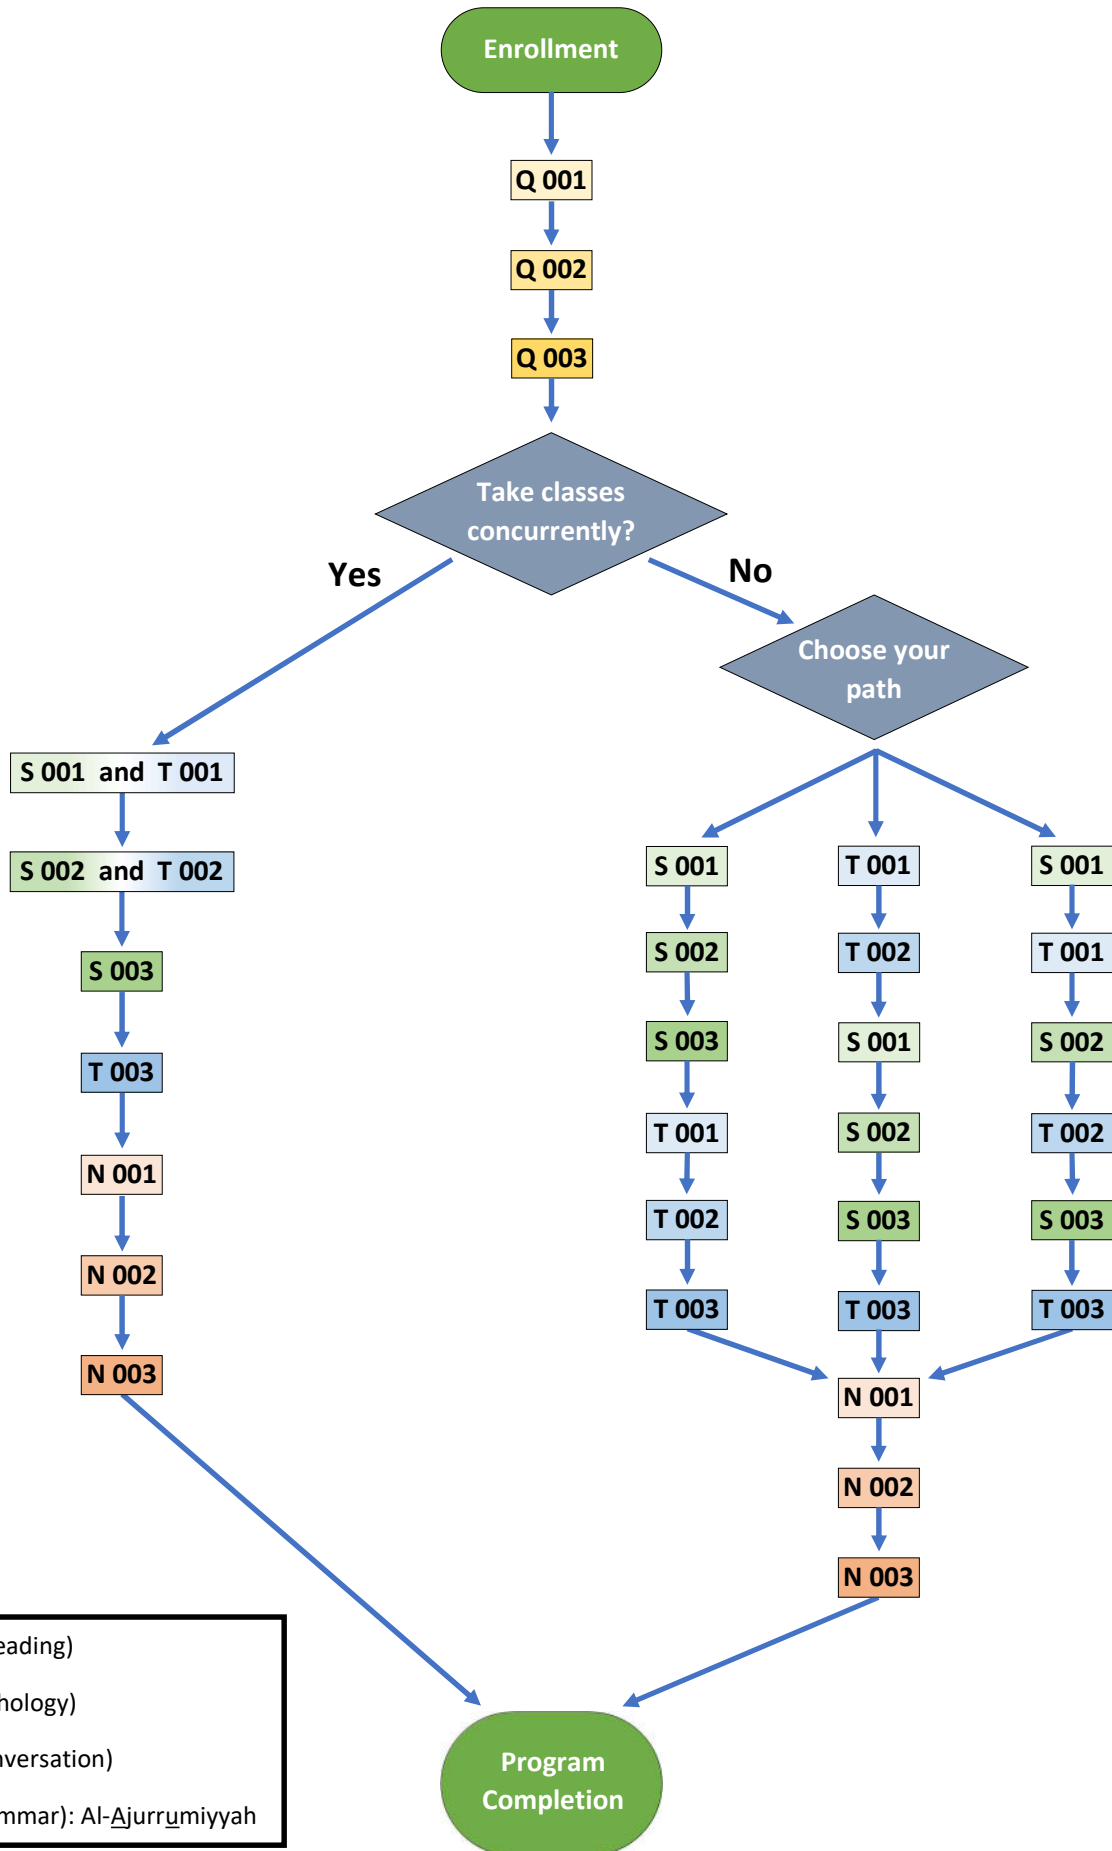 Enrollment
Q 001
Q 002
Q 003
Take classes
concurrently?
Yes
No
Choose your
path
S 001 and T 001
S 002 and T 002
S 003
T 003
N 001
N 002
N 003
S 001
S 002
S 003
T 001
T 002
T 003
T 001
T 002
S 001
S 002
S 003
T 003
S 001
T 001
S 002
T 002
S 003
T 003
N 001
N 002
N 003
eading)
hology)
nversation)
mmar): Al-Ajurrumiyyah
Program
Completion